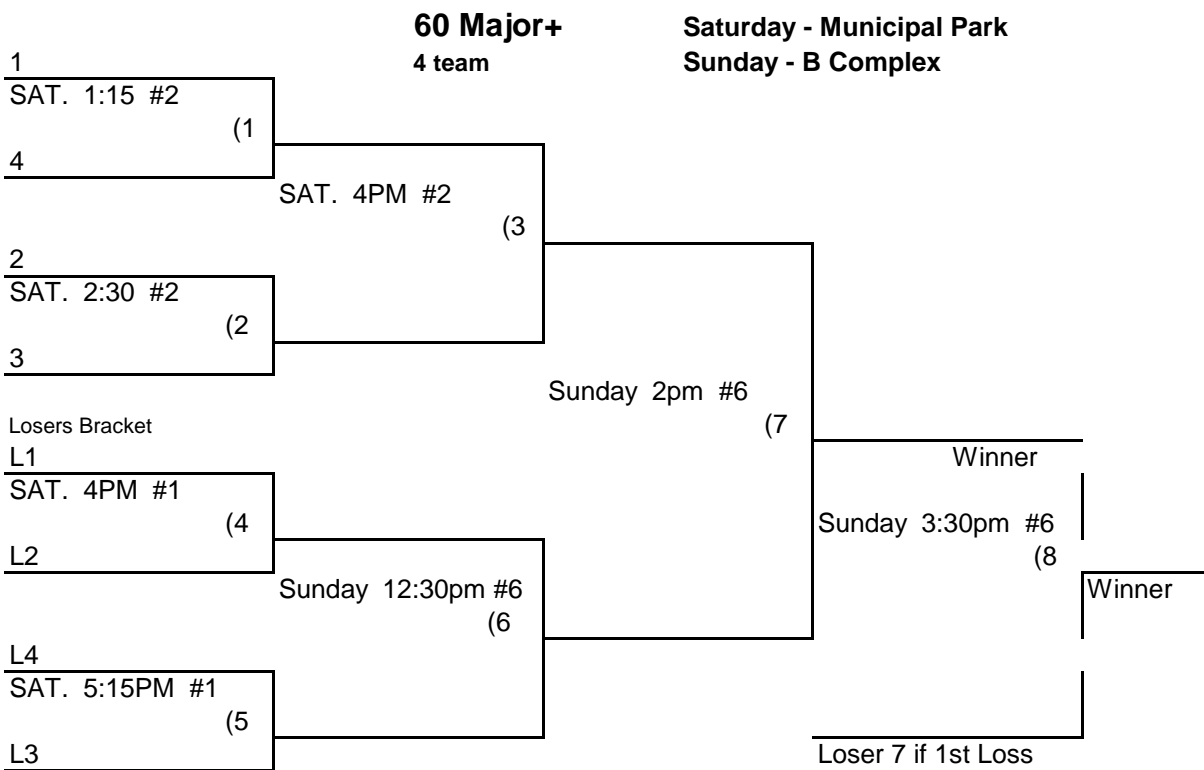 60 Major+ Saturday - Municipal Park
4 team Sunday - B Complex
1
SAT. 1:15 #2
(1
4
SAT. 4PM #2
(3
2
SAT. 2:30 #2
(2
3
Sunday 2pm #6
(7
Losers Bracket
L1
Winner
SAT. 4PM #1
(4
Sunday 3:30pm #6
(8
L2
Sunday 12:30pm #6
(6
Winner
L4
SAT. 5:15PM #1
(5
L3
Loser 7 if 1st Loss